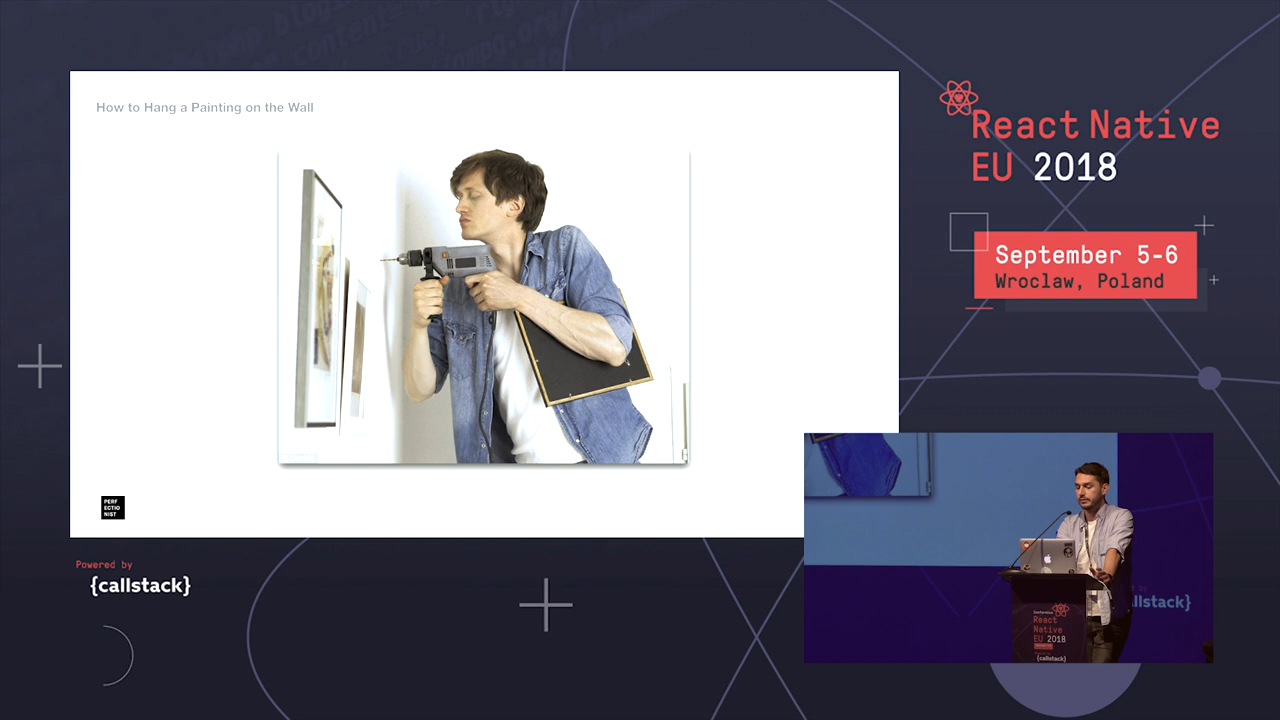 How to Hang a Painting on the Wall
PERF
ECTIO
NIST
React Native
EU 2018
September 5-6
Wroclaw, Poland
Powered by
{callstack}
llstack}
React
Native
EU 2018
{callstack}